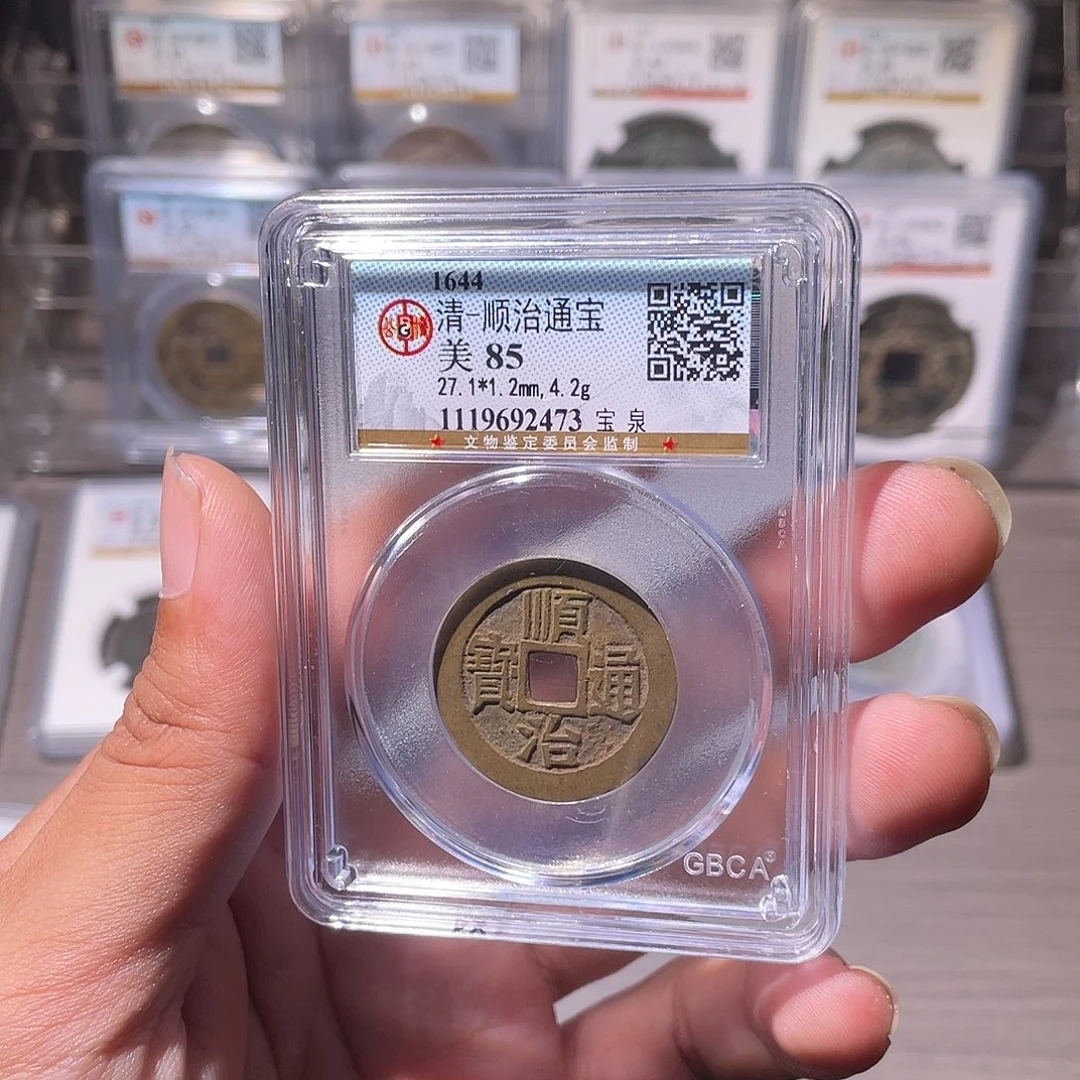 1644
清-顺治通宝
美 85
27.1*1.2mm,4.2g
1119692473 宝泉
★ 文物鉴定委员会监制 ★
順
寶 通
治
GBCA®